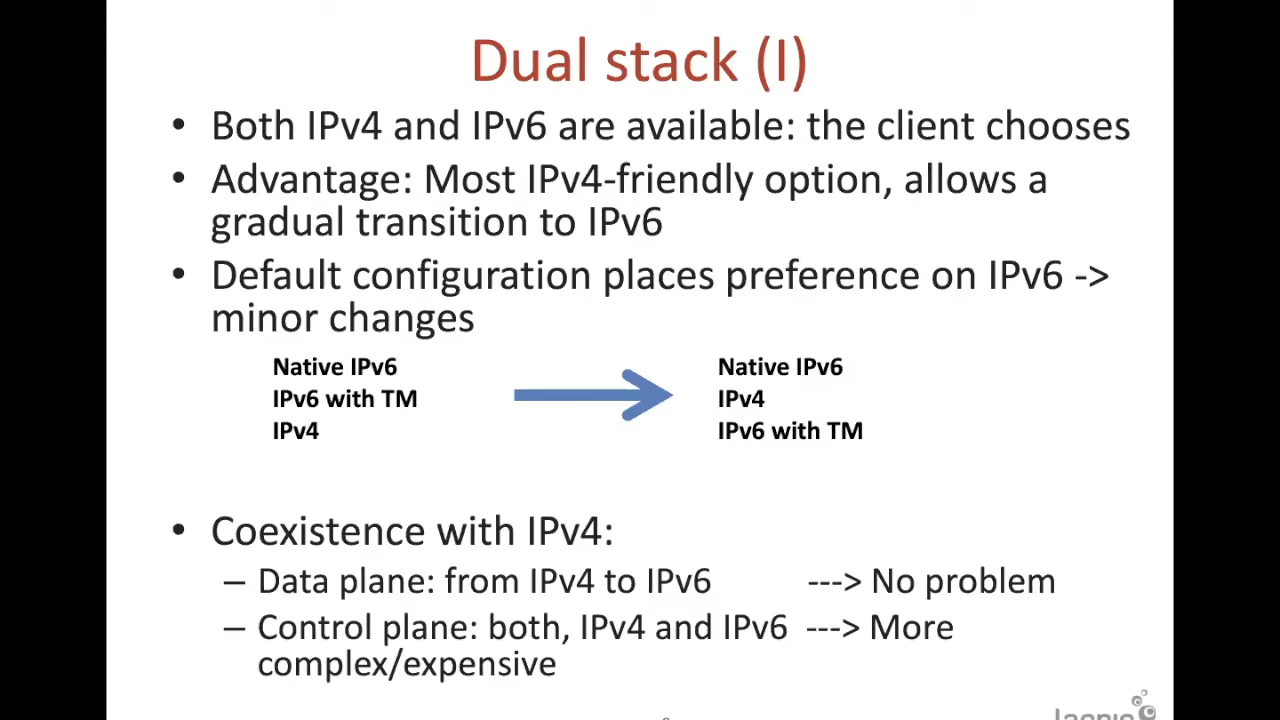 Dual stack (I)
• Both IPv4 and IPv6 are available: the client chooses
• Advantage: Most IPv4-friendly option, allows a
gradual transition to IPv6
• Default configuration places preference on IPv6 ->
minor changes
Native IPv6
IPv6 with TM
IPv4
Native IPv6
IPv4
IPv6 with TM
• Coexistence with IPv4:
– Data plane: from IPv4 to IPv6 ---> No problem
– Control plane: both, IPv4 and IPv6 ---> More
complex/expensive